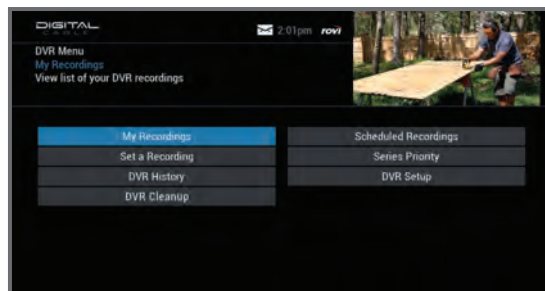 DIGITAL
CABLE
2:01pm rovi
DVR Menu
My Recordings
View list of your DVR recordings
My Recordings
Scheduled Recordings
Set a Recording
Series Priority
DVR History
DVR Setup
DVR Cleanup